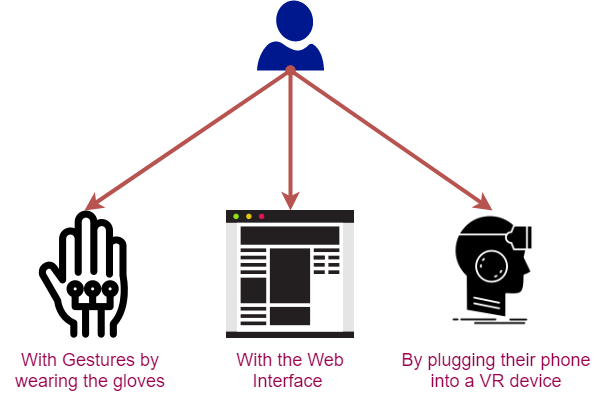 With Gestures by
wearing the gloves
With the Web
Interface
By plugging their phone
into a VR device